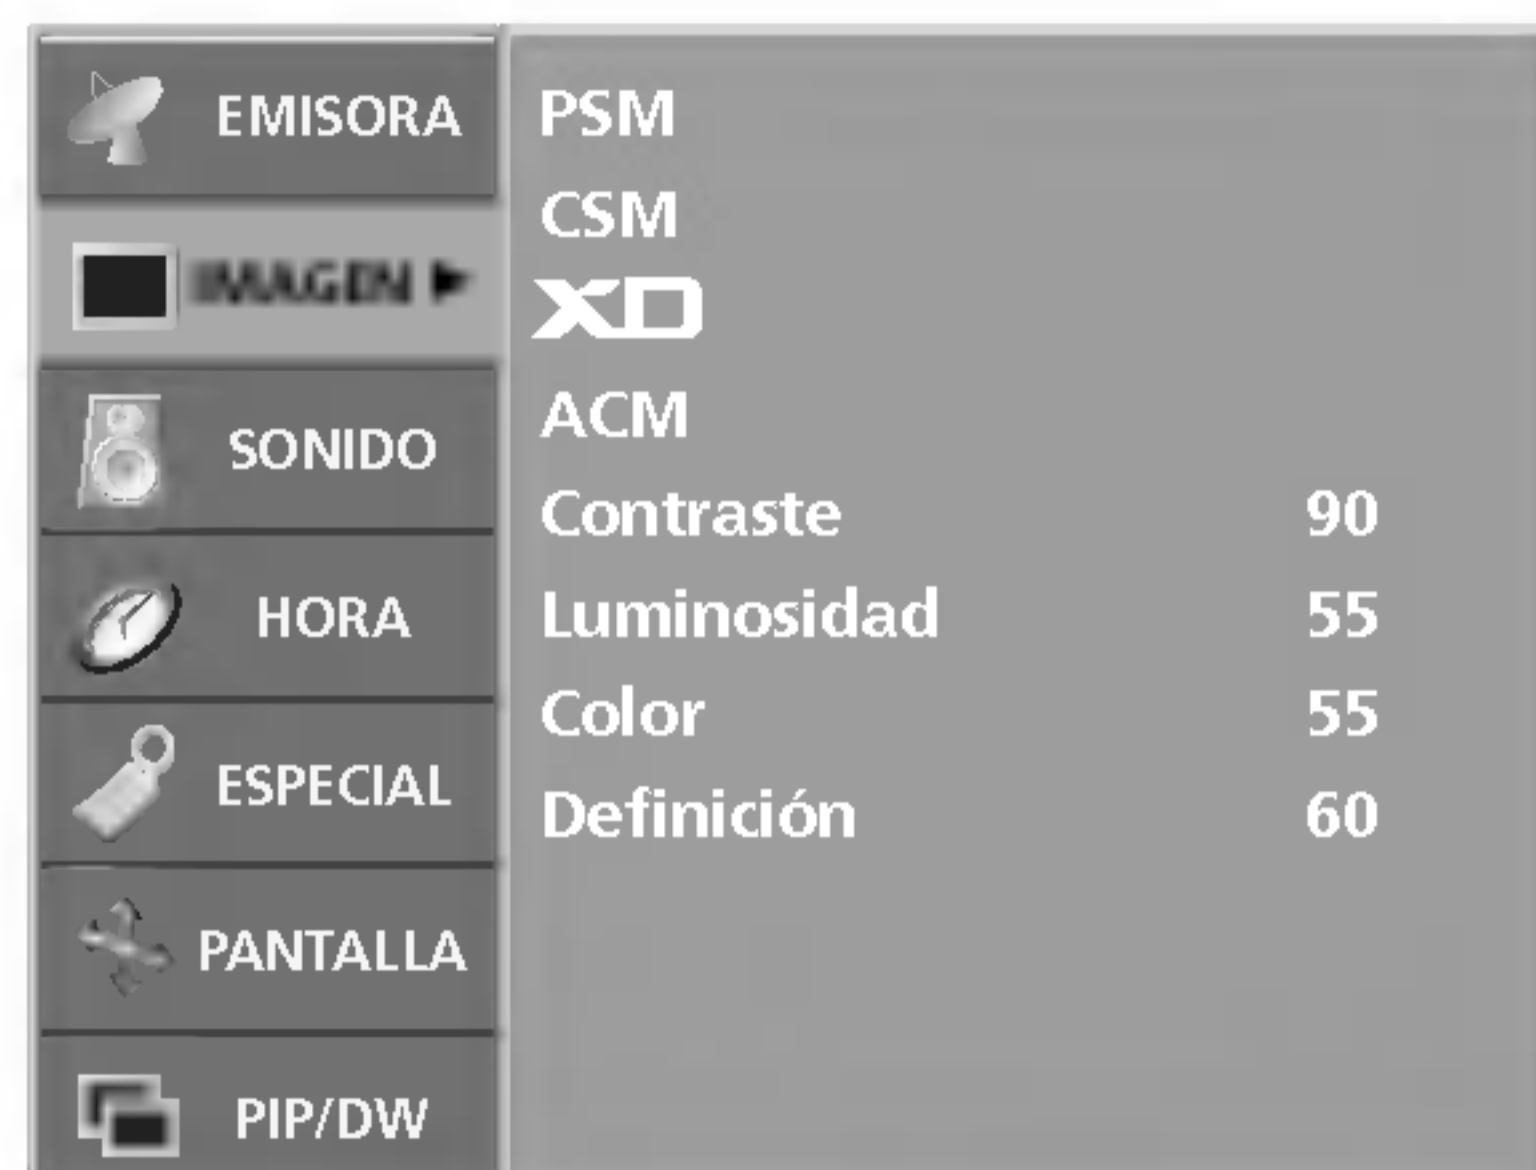 EMISORA
IMAGEN ►
SONIDO
HORA
ESPECIAL
PANTALLA
PIP/DW
PSM
CSM
XD
ACM
Contraste 90
Luminosidad 55
Color 55
Definición 60